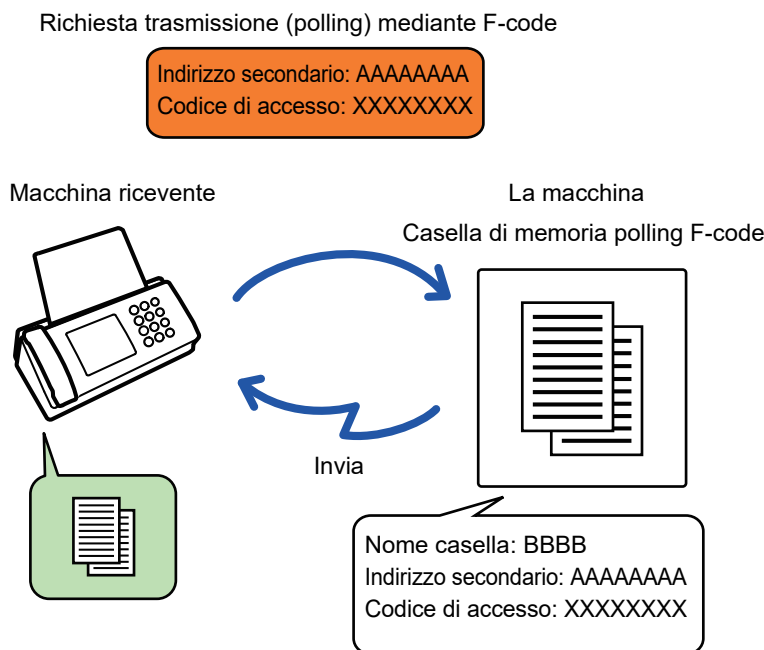 Richiesta trasmissione (polling) mediante F-code
Indirizzo secondario: AAAAAAAA
Codice di accesso: XXXXXXXX
Macchina ricevente
La macchina
Casella di memoria polling F-code
Invia
Nome casella: BBBB
Indirizzo secondario: AAAAAAAA
Codice di accesso: XXXXXXXX